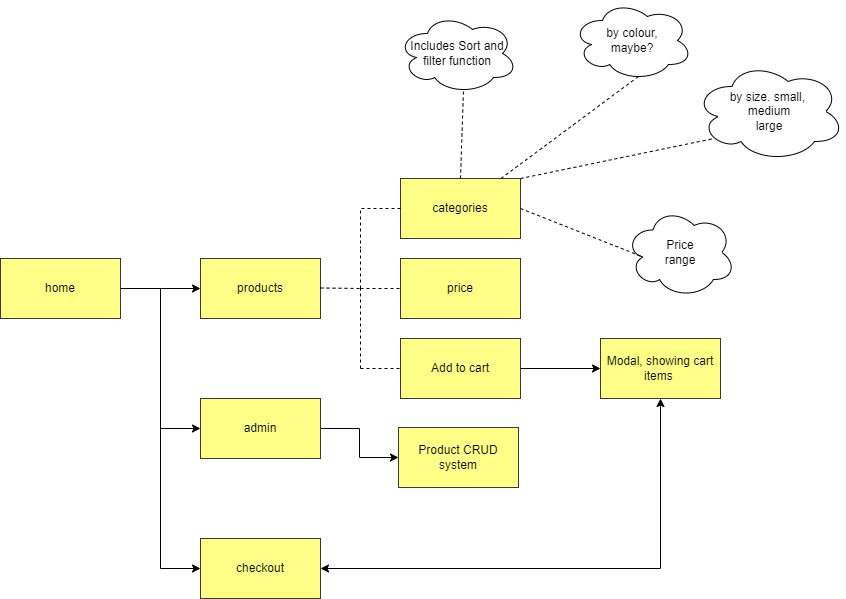 Includes Sort and
filter function
by colour,
maybe?
by size. small,
medium
large
categories
Price
range
home
products
price
Add to cart
Modal, showing cart
items
admin
Product CRUD
system
checkout